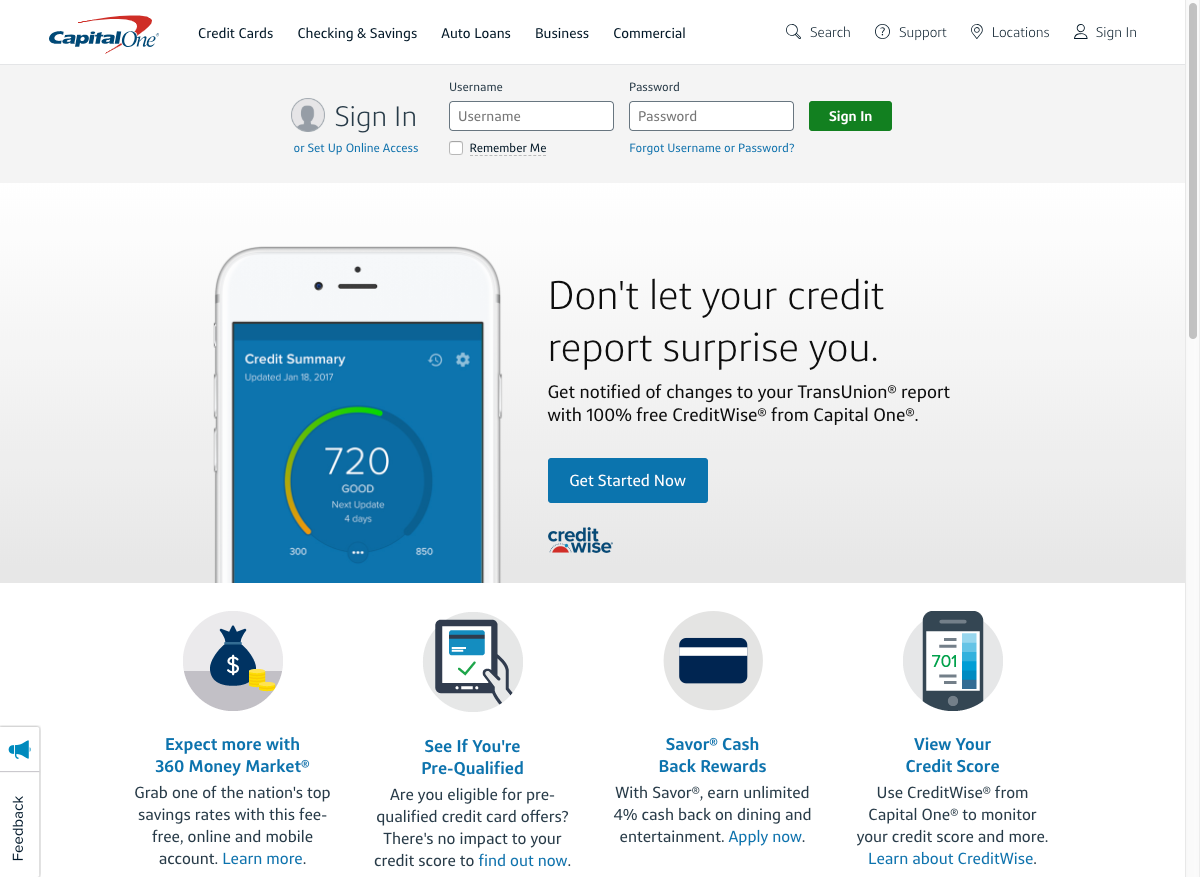 CapitalOne®
Credit Cards Checking & Savings Auto Loans Business Commercial Search Support Locations Sign In
Sign In
or Set Up Online Access
Username
Username
Remember Me
Password
Password
Forgot Username or Password?
Sign In
Credit Summary
Updated Jan 18, 2017
720
GOOD
Next Update
4 days
300 850
Don't let your credit
report surprise you.
Get notified of changes to your TransUnion® report
with 100% free CreditWise® from Capital One®.
Get Started Now
credit
wise®
$
Expect more with
360 Money Market®
Grab one of the nation's top
savings rates with this fee-
free, online and mobile
account. Learn more.
See If You're
Pre-Qualified
Are you eligible for pre-
qualified credit card offers?
There's no impact to your
credit score to find out now.
Savor® Cash
Back Rewards
With Savor®, earn unlimited
4% cash back on dining and
entertainment. Apply now.
701
View Your
Credit Score
Use CreditWise® from
Capital One® to monitor
your credit score and more.
Learn about CreditWise.
Feedback